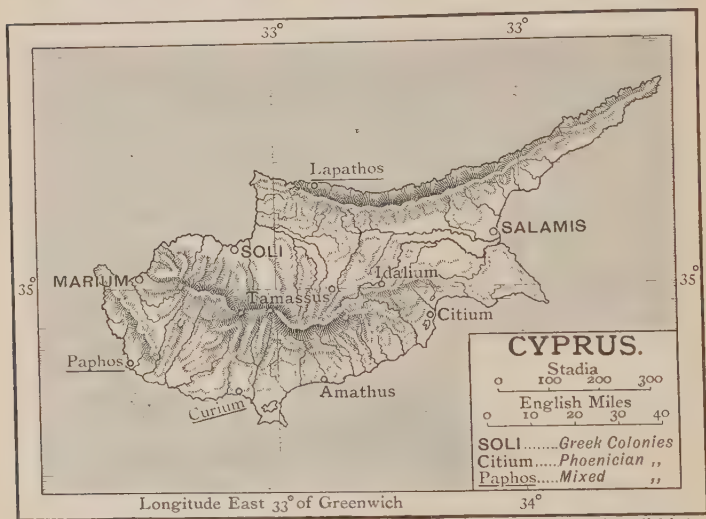 33° 33°
Lapathos
SALAMIS
SOLI
MARIUM
Idalium
35° 35°
Tamassus
Citium
Paphos
Curium
Amathus
CYPRUS.
Stadia
0 100 200 300
English Miles
0 10 20 30 40
SOLI.......Greek Colonies
Citium.....Phoenician ,,
Paphos....Mixed ,,
Longitude East 33° of Greenwich 34°